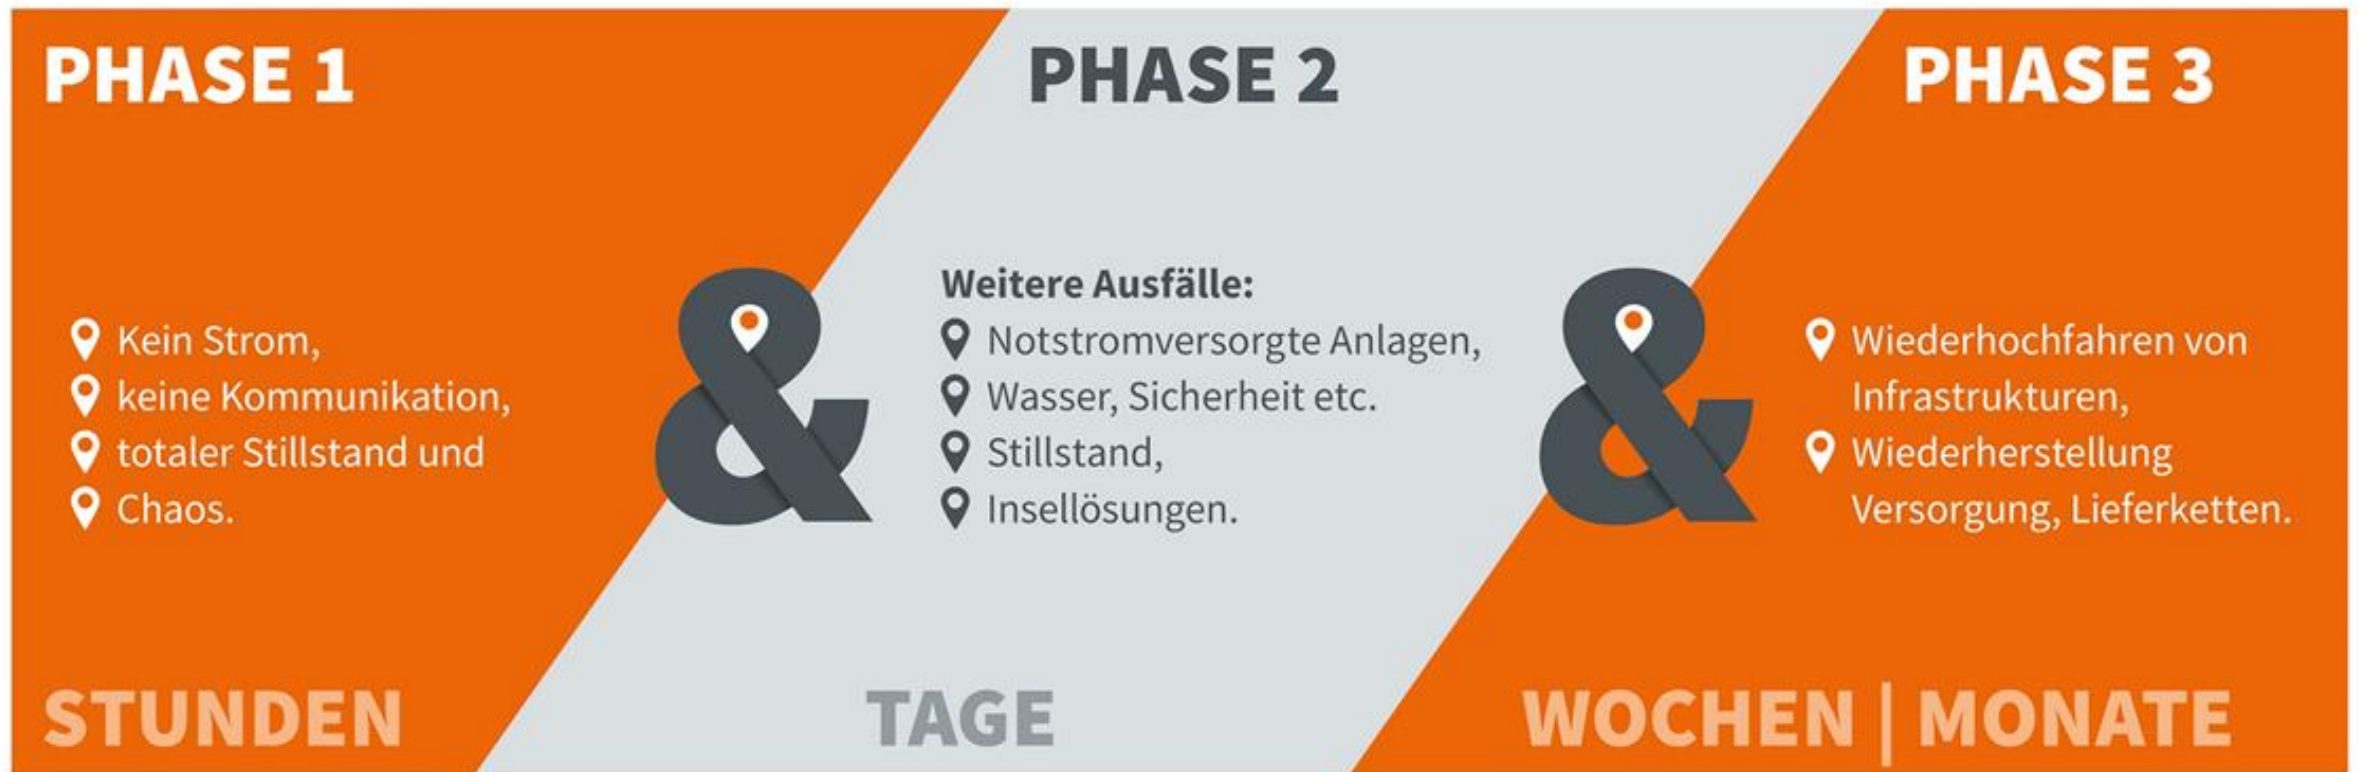 PHASE 1
Kein Strom,
keine Kommunikation,
totaler Stillstand und
Chaos.
STUNDEN
&
PHASE 2
Weitere Ausfälle:
Notstromversorgte Anlagen,
Wasser, Sicherheit etc.
Stillstand,
Insellösungen.
TAGE
&
PHASE 3
Wiederhochfahren von
Infrastrukturen,
Wiederherstellung
Versorgung, Lieferketten.
WOCHEN | MONATE